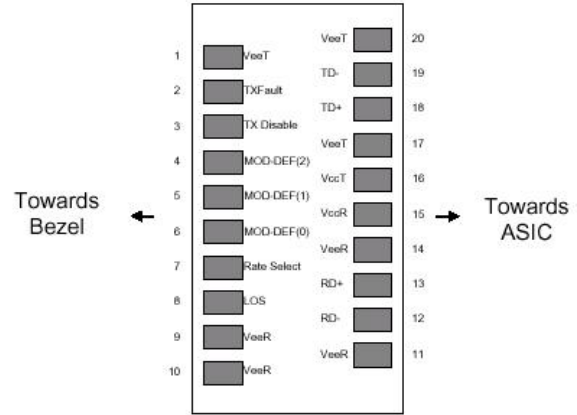 VeeT 20
1 VeeT
TD- 19
2 TXFault
TD+ 18
3 TX Disable
VeeT 17
4 MOD-DEF(2)
VccT 16
5 MOD-DEF(1)
Towards
Bezel
VccR 15
Towards
ASIC
6 MOD-DEF(0)
VeeR 14
7 Rate Select
RD+ 13
8 LOS
RD- 12
9 VeeR
VeeR 11
10 VeeR